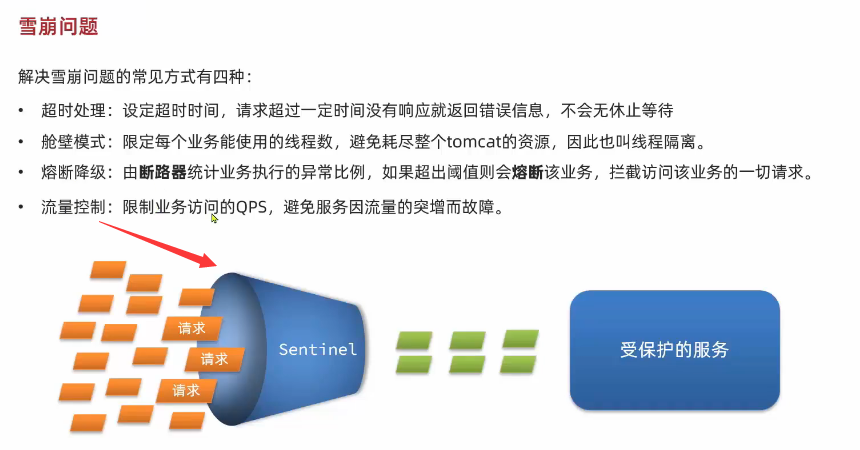 雪崩问题
解决雪崩问题的常见方式有四种：
• 超时处理：设定超时时间，请求超过一定时间没有响应就返回错误信息，不会无休止等待
• 舱壁模式：限定每个业务能使用的线程数，避免耗尽整个tomcat的资源，因此也叫线程隔离。
• 熔断降级：由断路器统计业务执行的异常比例，如果超出阈值则会熔断该业务，拦截访问该业务的一切请求。
• 流量控制：限制业务访问的QPS，避免服务因流量的突增而故障。
请求
请求
请求
Sentinel
受保护的服务